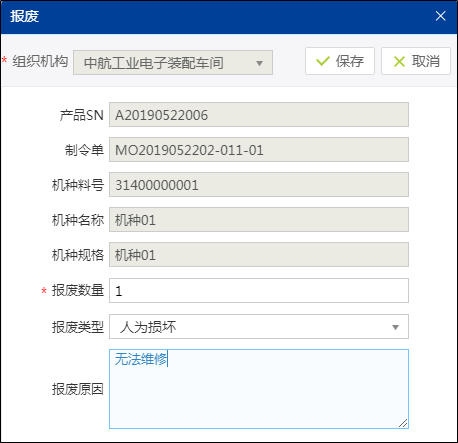 报废
* 组织机构 中航工业电子装配车间 保存 取消
产品SN A20190522006
制令单 MO2019052202-011-01
机种料号 31400000001
机种名称 机种01
机种规格 机种01
* 报废数量 1
报废类型 人为损坏
报废原因 无法维修